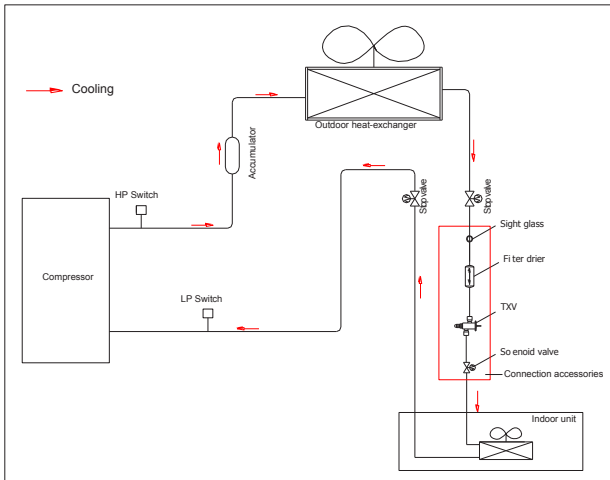 Cooling
Outdoor heat-exchanger
Accumulator
HP Switch
Stop valve
Stop valve
Sight glass
Fi ter drier
Compressor
LP Switch
TXV
So enoid valve
Connection accessories
Indoor unit